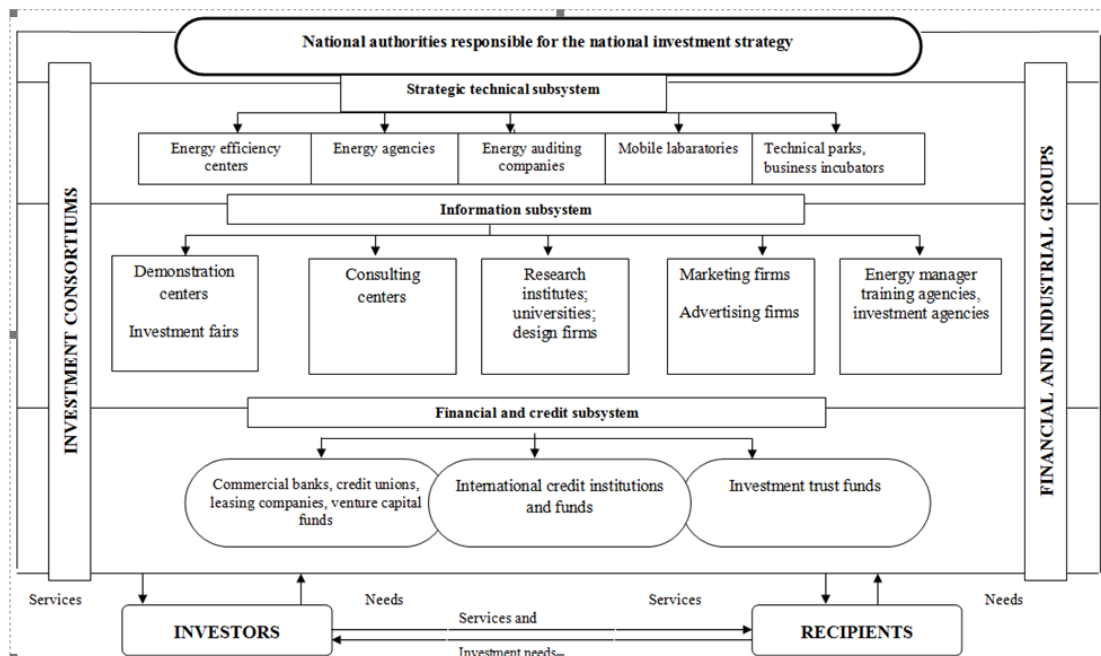 National authorities responsible for the national investment strategy
INVESTMENT CONSORTIUMS
FINANCIAL AND INDUSTRIAL GROUPS
Strategic technical subsystem
Energy efficiency
centers
Energy agencies
Energy auditing
companies
Mobile labaratories
Technical parks,
business incubators
Information subsystem
Demonstration
centers
Investment fairs
Consulting
centers
Research
institutes;
universities;
design firms
Marketing firms
Advertising firms
Energy manager
training agencies,
investment agencies
Financial and credit subsystem
Commercial banks, credit unions,
leasing companies, venture capital
funds
International credit institutions
and funds
Investment trust funds
Services
Needs
Services
Needs
INVESTORS
Services and
Investment needs
RECIPIENTS